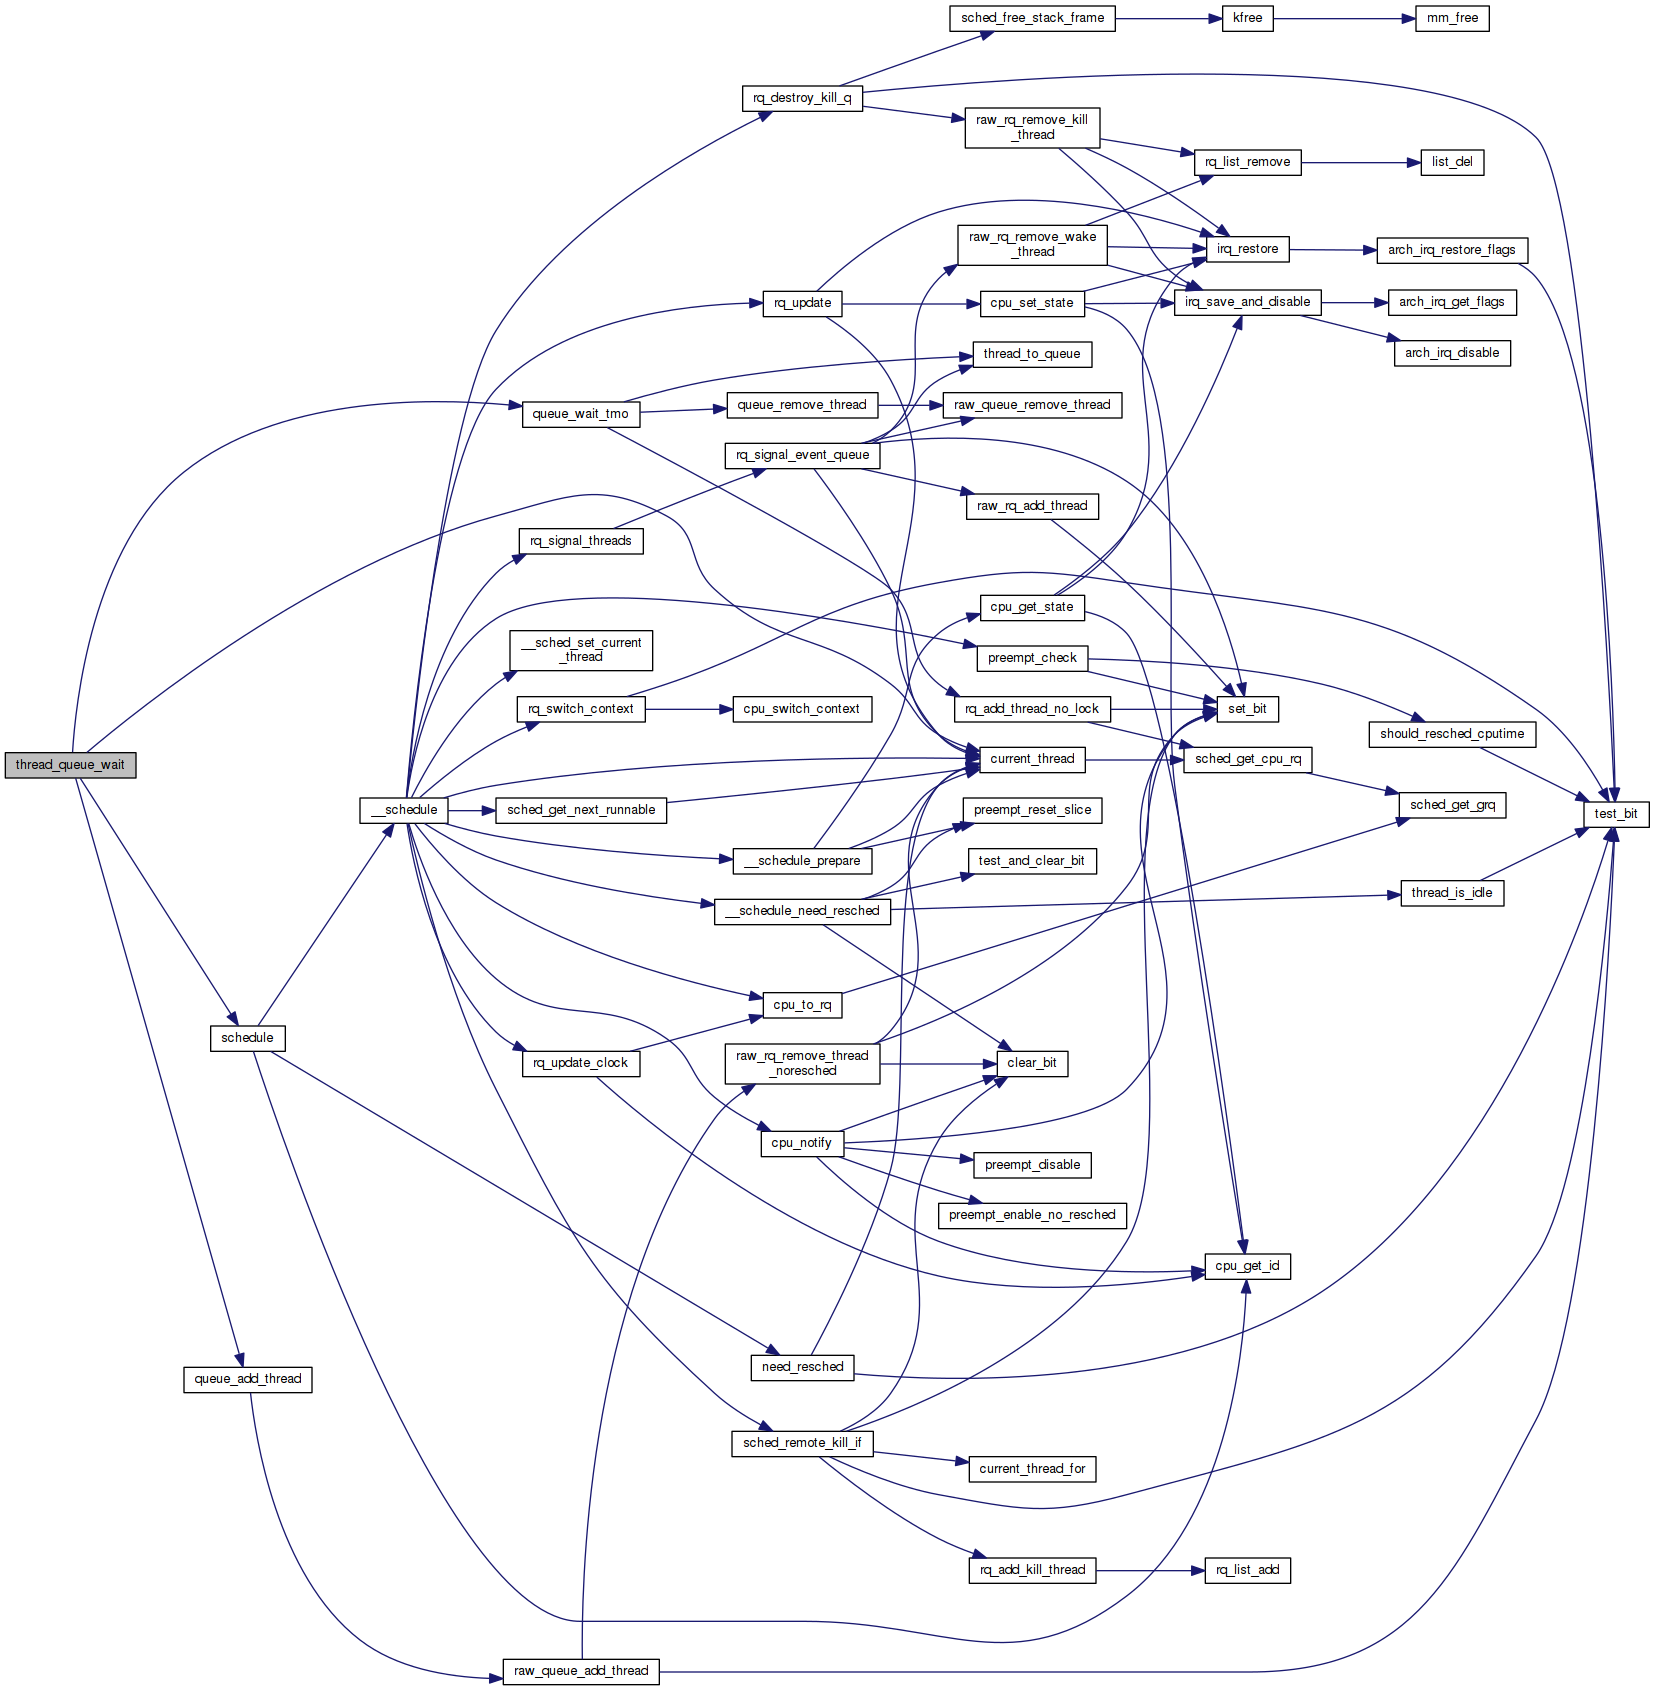 sched_free_stack_frame
kfree
mm_free
rq_destroy_kill_q
raw_rq_remove_kill
_thread
rq_list_remove
list_del
raw_rq_remove_wake
_thread
irq_restore
arch_irq_restore_flags
rq_update
cpu_set_state
irq_save_and_disable
arch_irq_get_flags
thread_to_queue
arch_irq_disable
queue_wait_tmo
queue_remove_thread
raw_queue_remove_thread
rq_signal_event_queue
raw_rq_add_thread
rq_signal_threads
cpu_get_state
__sched_set_current
_thread
preempt_check
rq_switch_context
cpu_switch_context
rq_add_thread_no_lock
set_bit
should_resched_cputime
thread_queue_wait
current_thread
sched_get_cpu_rq
__schedule
sched_get_next_runnable
preempt_reset_slice
sched_get_grq
test_bit
__schedule_prepare
test_and_clear_bit
__schedule_need_resched
thread_is_idle
cpu_to_rq
schedule
rq_update_clock
raw_rq_remove_thread
_noresched
clear_bit
cpu_notify
preempt_disable
preempt_enable_no_resched
cpu_get_id
need_resched
queue_add_thread
sched_remote_kill_if
current_thread_for
rq_add_kill_thread
rq_list_add
raw_queue_add_thread